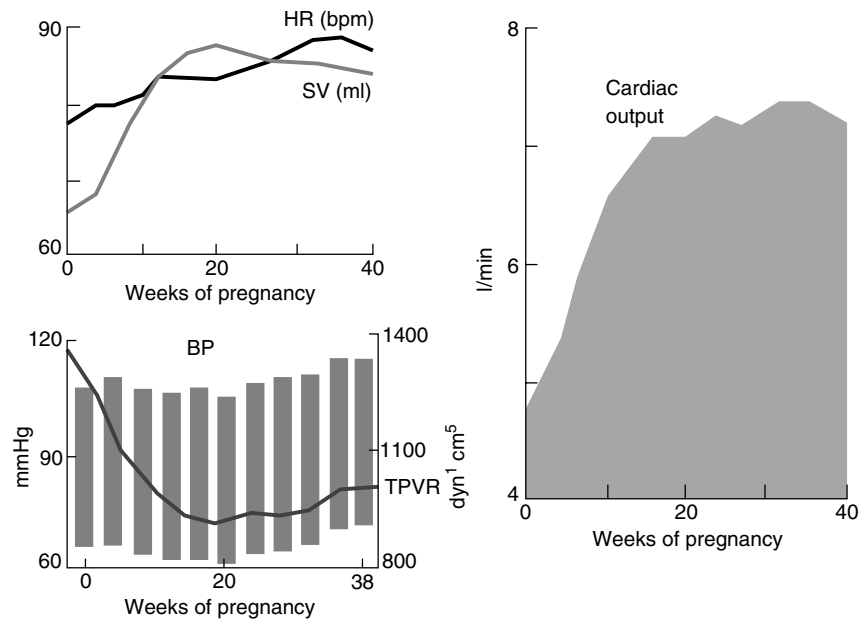 90
HR (bpm)
SV (ml)
60
0 20 40
Weeks of pregnancy
120
BP
1400
mmHg
90
1100
dyn¹ cm⁵
TPVR
60
800
0 20 38
Weeks of pregnancy
8
Cardiac
output
l/min
6
4
0 20 40
Weeks of pregnancy